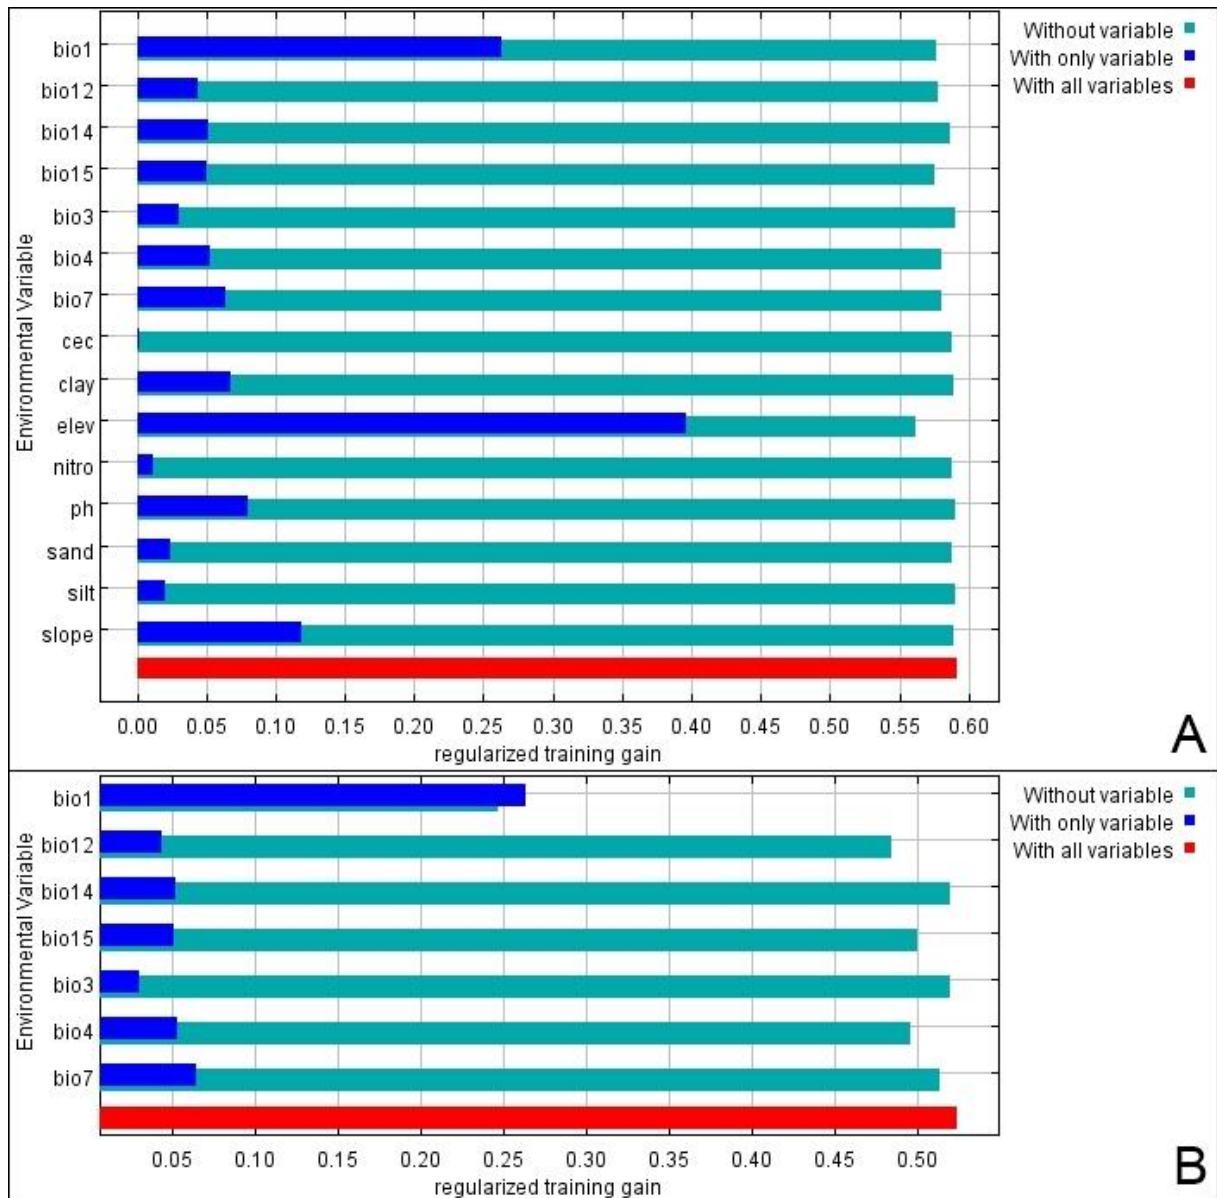 Without variable
With only variable
With all variables
Environmental Variable
bio1
bio12
bio14
bio15
bio3
bio4
bio7
cec
clay
elev
nitro
ph
sand
silt
slope
0.00 0.05 0.10 0.15 0.20 0.25 0.30 0.35 0.40 0.45 0.50 0.55 0.60
regularized training gain
A
Without variable
With only variable
With all variables
Environmental Variable
bio1
bio12
bio14
bio15
bio3
bio4
bio7
0.05 0.10 0.15 0.20 0.25 0.30 0.35 0.40 0.45 0.50
regularized training gain
B